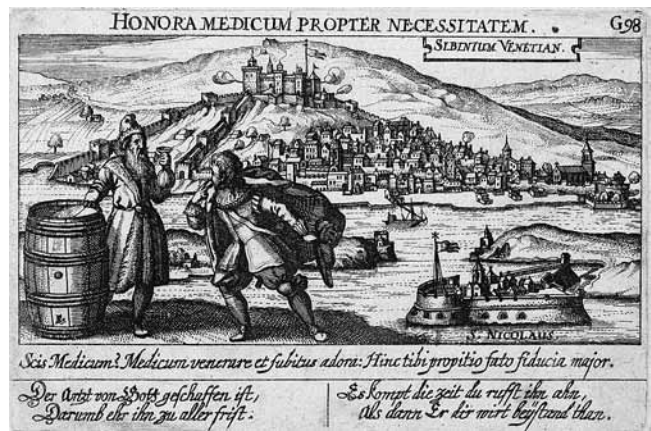 HONORA MEDICUM PROPTER NECESSITATEM.
G98
SIBENIUM VENETIAN.
S. NICOLAUS.
Scis Medicum? Medicum venerare et subitus adora: Hinc tibi propitio fato fiducia major.
Der Artzt von Gott geschaffen ist,
Darumb ehr ihn zu aller frist.
Es kompt die zeit du ruffst ihn ahn,
Als dann Er dir wirt beystand than.